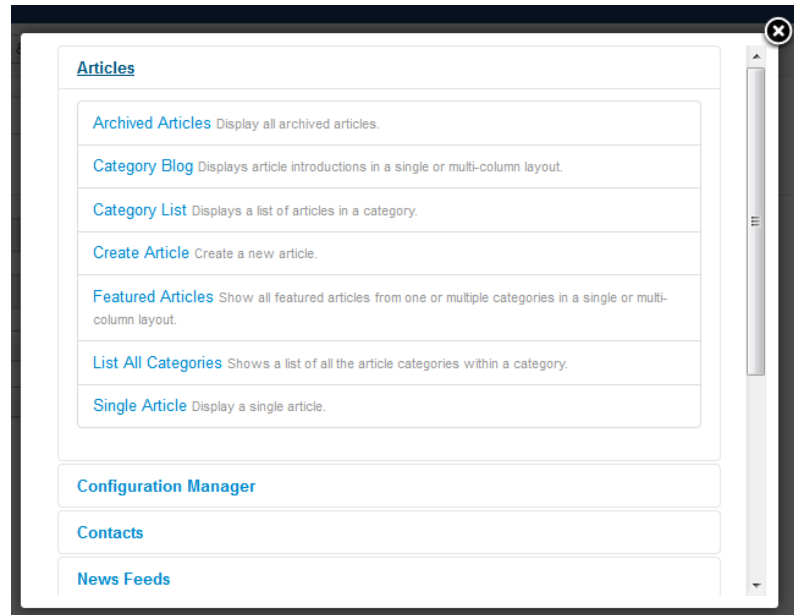 Articles
Archived Articles Display all archived articles.
Category Blog Displays article introductions in a single or multi-column layout.
Category List Displays a list of articles in a category.
Create Article Create a new article.
Featured Articles Show all featured articles from one or multiple categories in a single or multi-
column layout.
List All Categories Shows a list of all the article categories within a category.
Single Article Display a single article.
Configuration Manager
Contacts
News Feeds